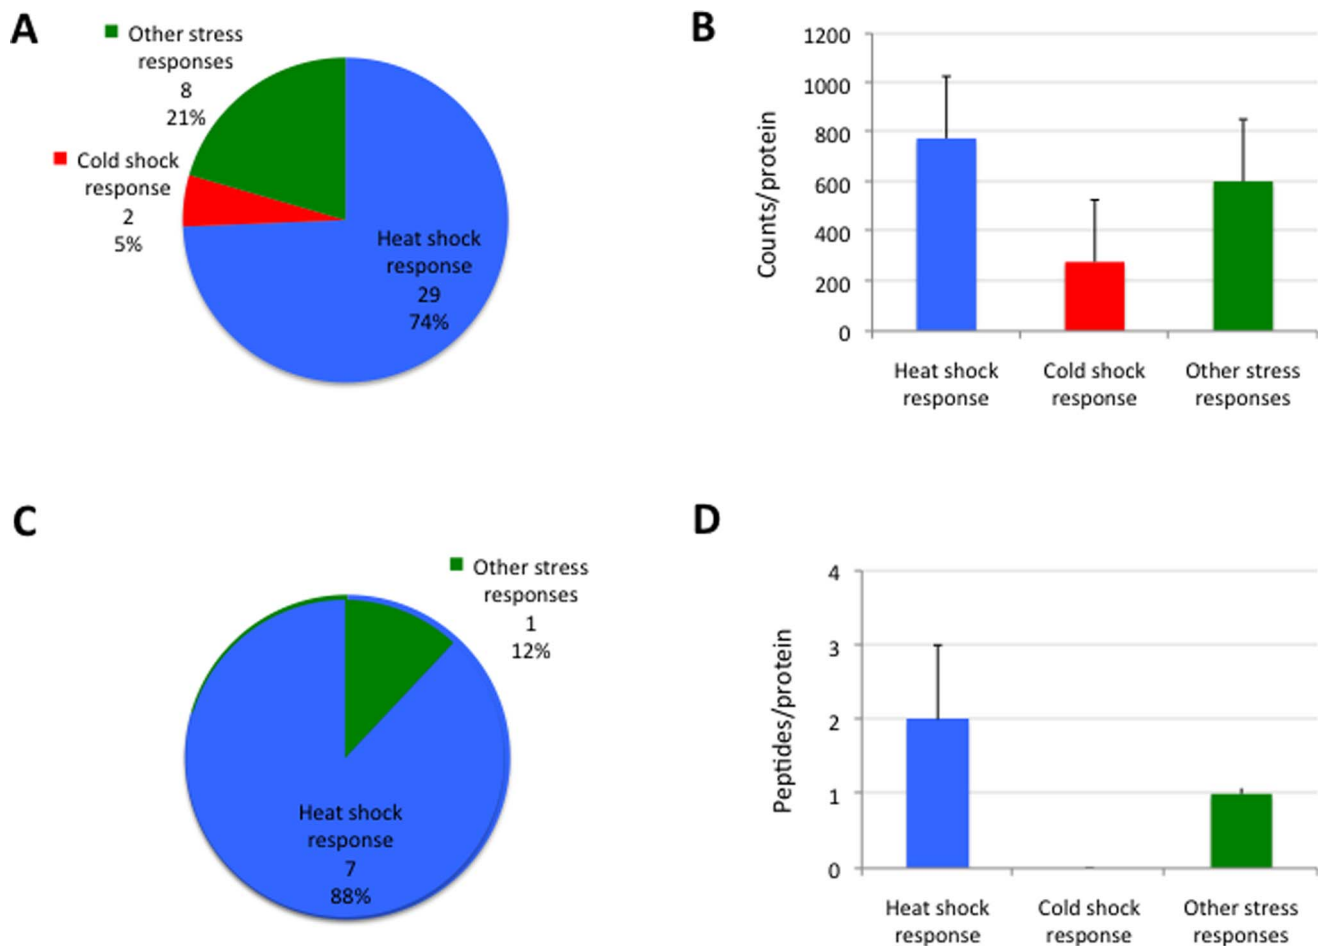 A
Other stress
responses
8
21%
Cold shock
response
2
5%
Heat shock
response
29
74%
B
Counts/protein
1200
1000
800
600
400
200
0
Heat shock
response
Cold shock
response
Other stress
responses
C
Other stress
responses
1
12%
Heat shock
response
7
88%
D
Peptides/protein
4
3
2
1
0
Heat shock
response
Cold shock
response
Other stress
responses